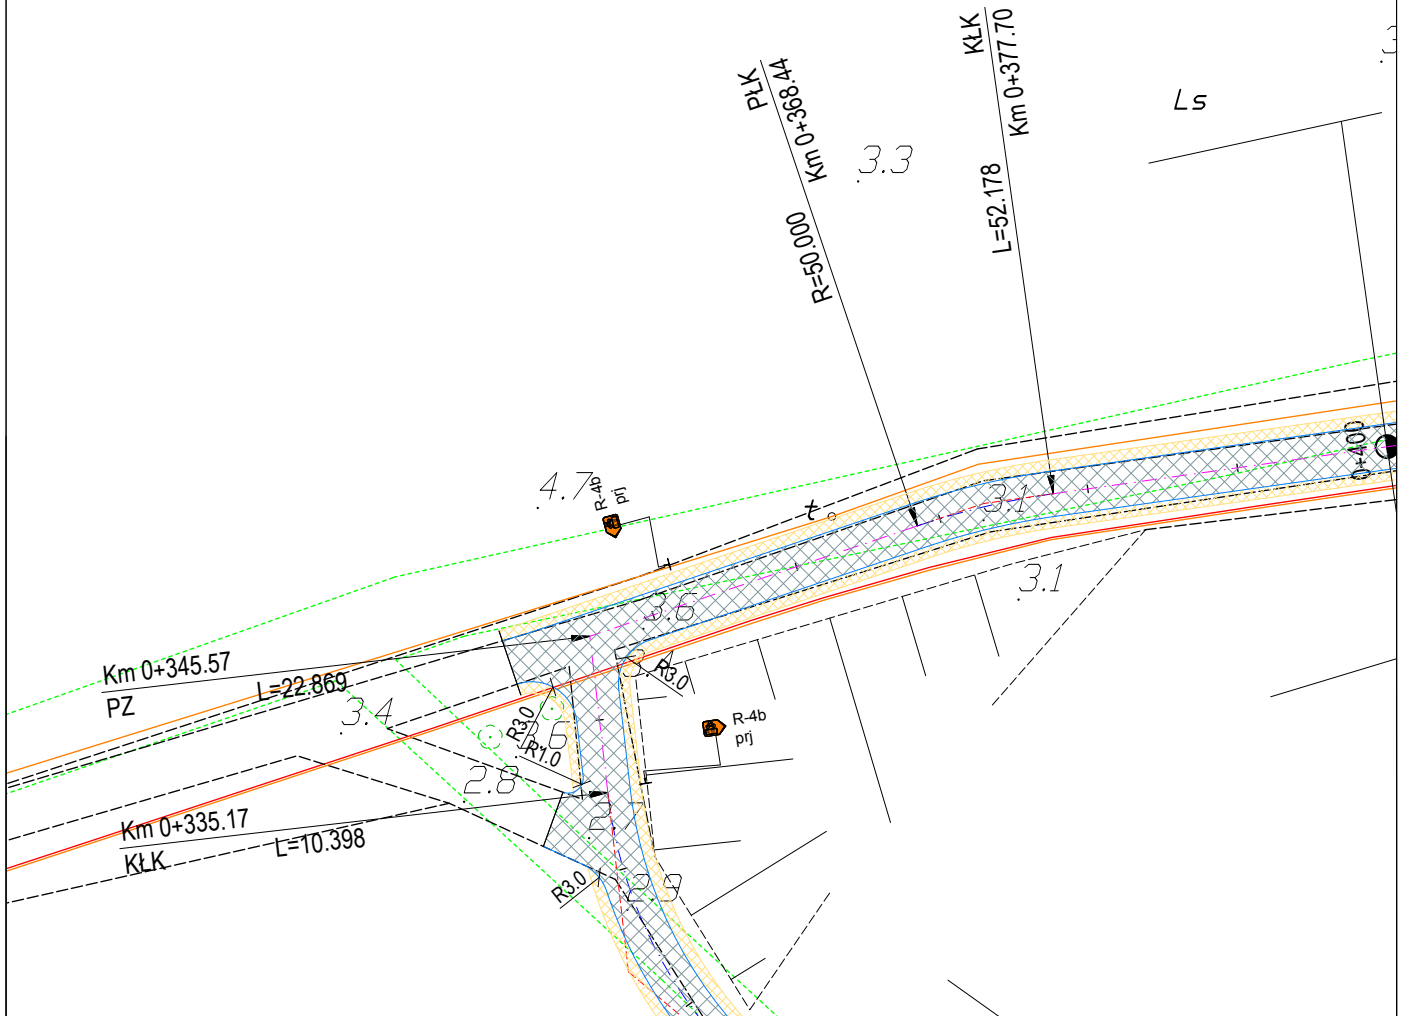 KŁK
Km 0+377.70
PŁK
Km 0+368.44
Ls
.3.3
L=52.178
R=50.000
0+400
.4.7
R-4b
prj
t
.3.1
.3.1
.3.6
Km 0+345.57
PZ
L=22.869
R3.0
.3.4
R3.0
R-4b
prj
R1.0
.2.8
Km 0+335.17
KŁK
L=10.398
.2.7
R3.0
.2.9